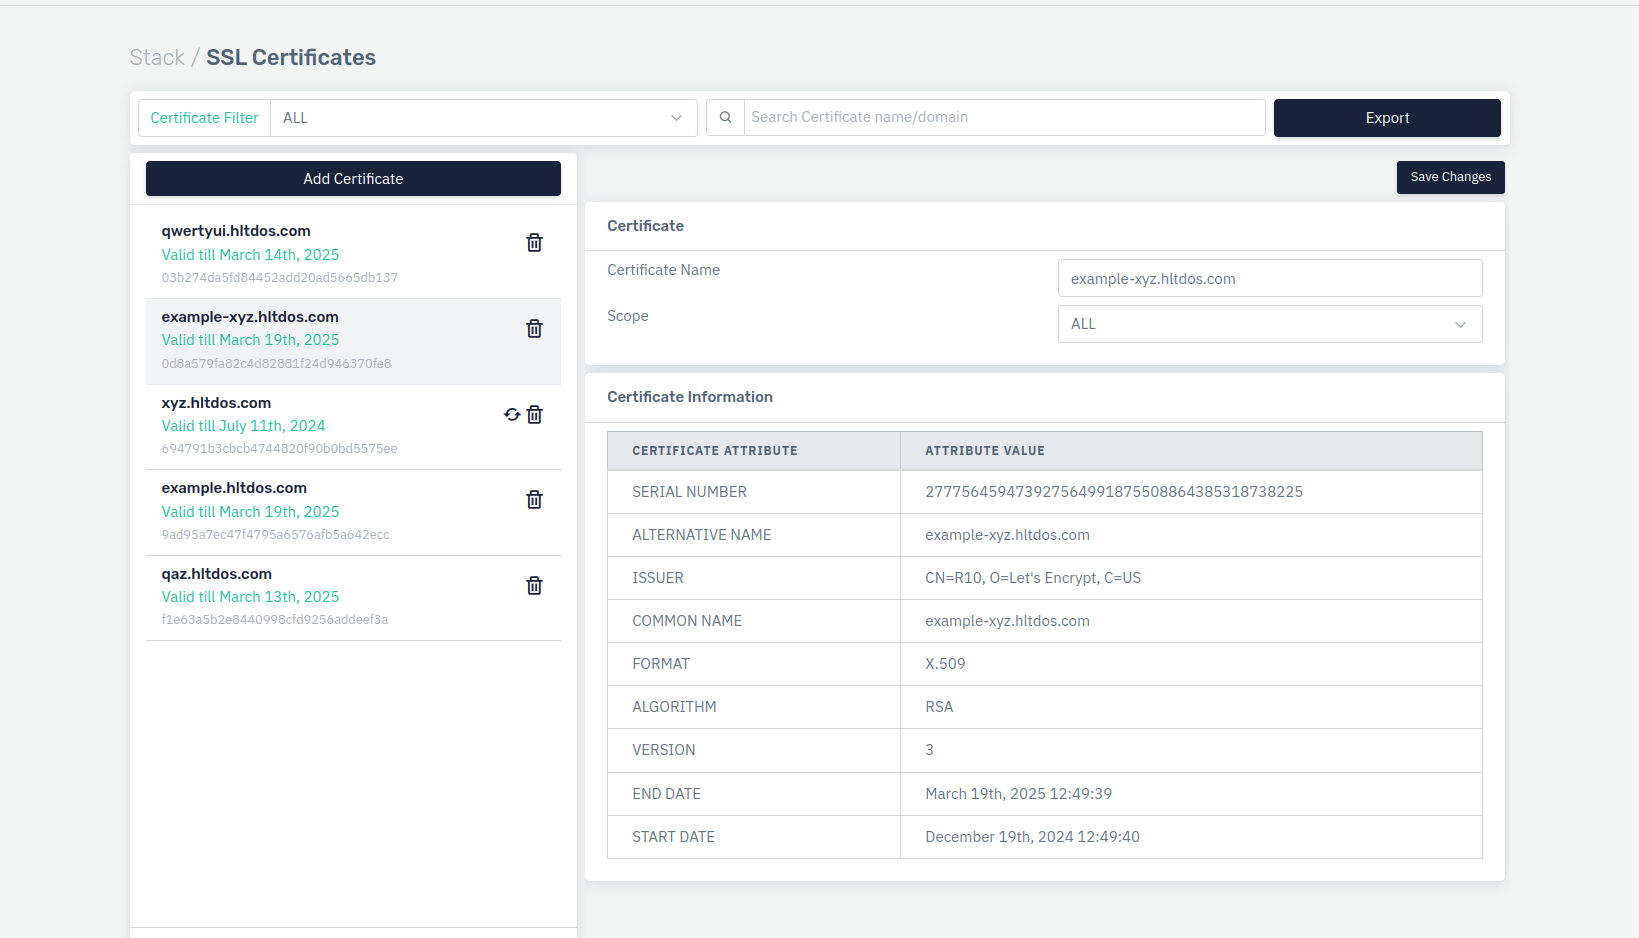 Stack / SSL Certificates
Certificate Filter
ALL
Search Certificate name/domain
Export
Add Certificate
qwertyui.hltdos.com
Valid till March 14th, 2025
03b274da5fd84452add20ad5665db137
example-xyz.hltdos.com
Valid till March 19th, 2025
0d8a579fa82c4d82881f24d946370fe8
xyz.hltdos.com
Valid till July 11th, 2024
694791b3cbcb4744820f90b0bd5575ee
example.hltdos.com
Valid till March 19th, 2025
9ad95a7ec47f4795a6576afb5a642ecc
qaz.hltdos.com
Valid till March 13th, 2025
f1e63a5b2e8440998cfd9256addeef3a
Save Changes
Certificate
Certificate Name
example-xyz.hltdos.com
Scope
ALL
Certificate Information
CERTIFICATE ATTRIBUTE ATTRIBUTE VALUE
SERIAL NUMBER 277756459473927564991875508864385318738225
ALTERNATIVE NAME example-xyz.hltdos.com
ISSUER CN=R10, O=Let's Encrypt, C=US
COMMON NAME example-xyz.hltdos.com
FORMAT X.509
ALGORITHM RSA
VERSION 3
END DATE March 19th, 2025 12:49:39
START DATE December 19th, 2024 12:49:40